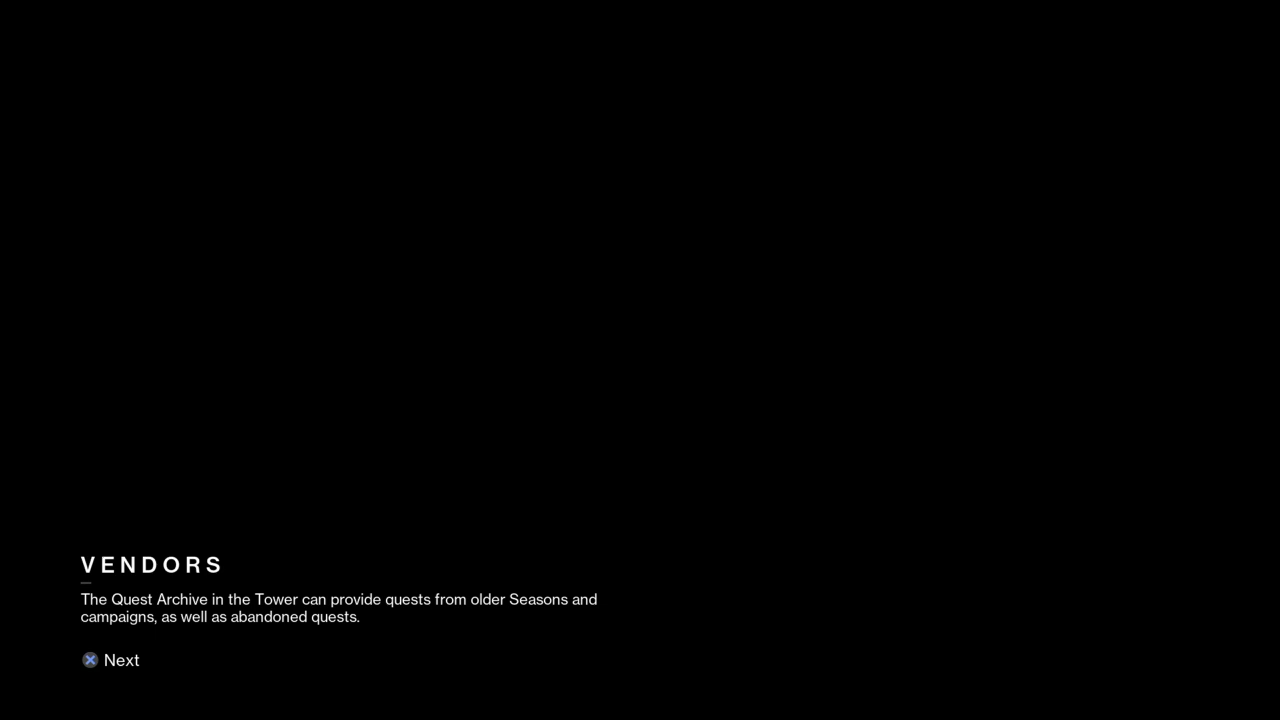 VENDORS
The Quest Archive in the Tower can provide quests from older Seasons and
campaigns, as well as abandoned quests.
Next